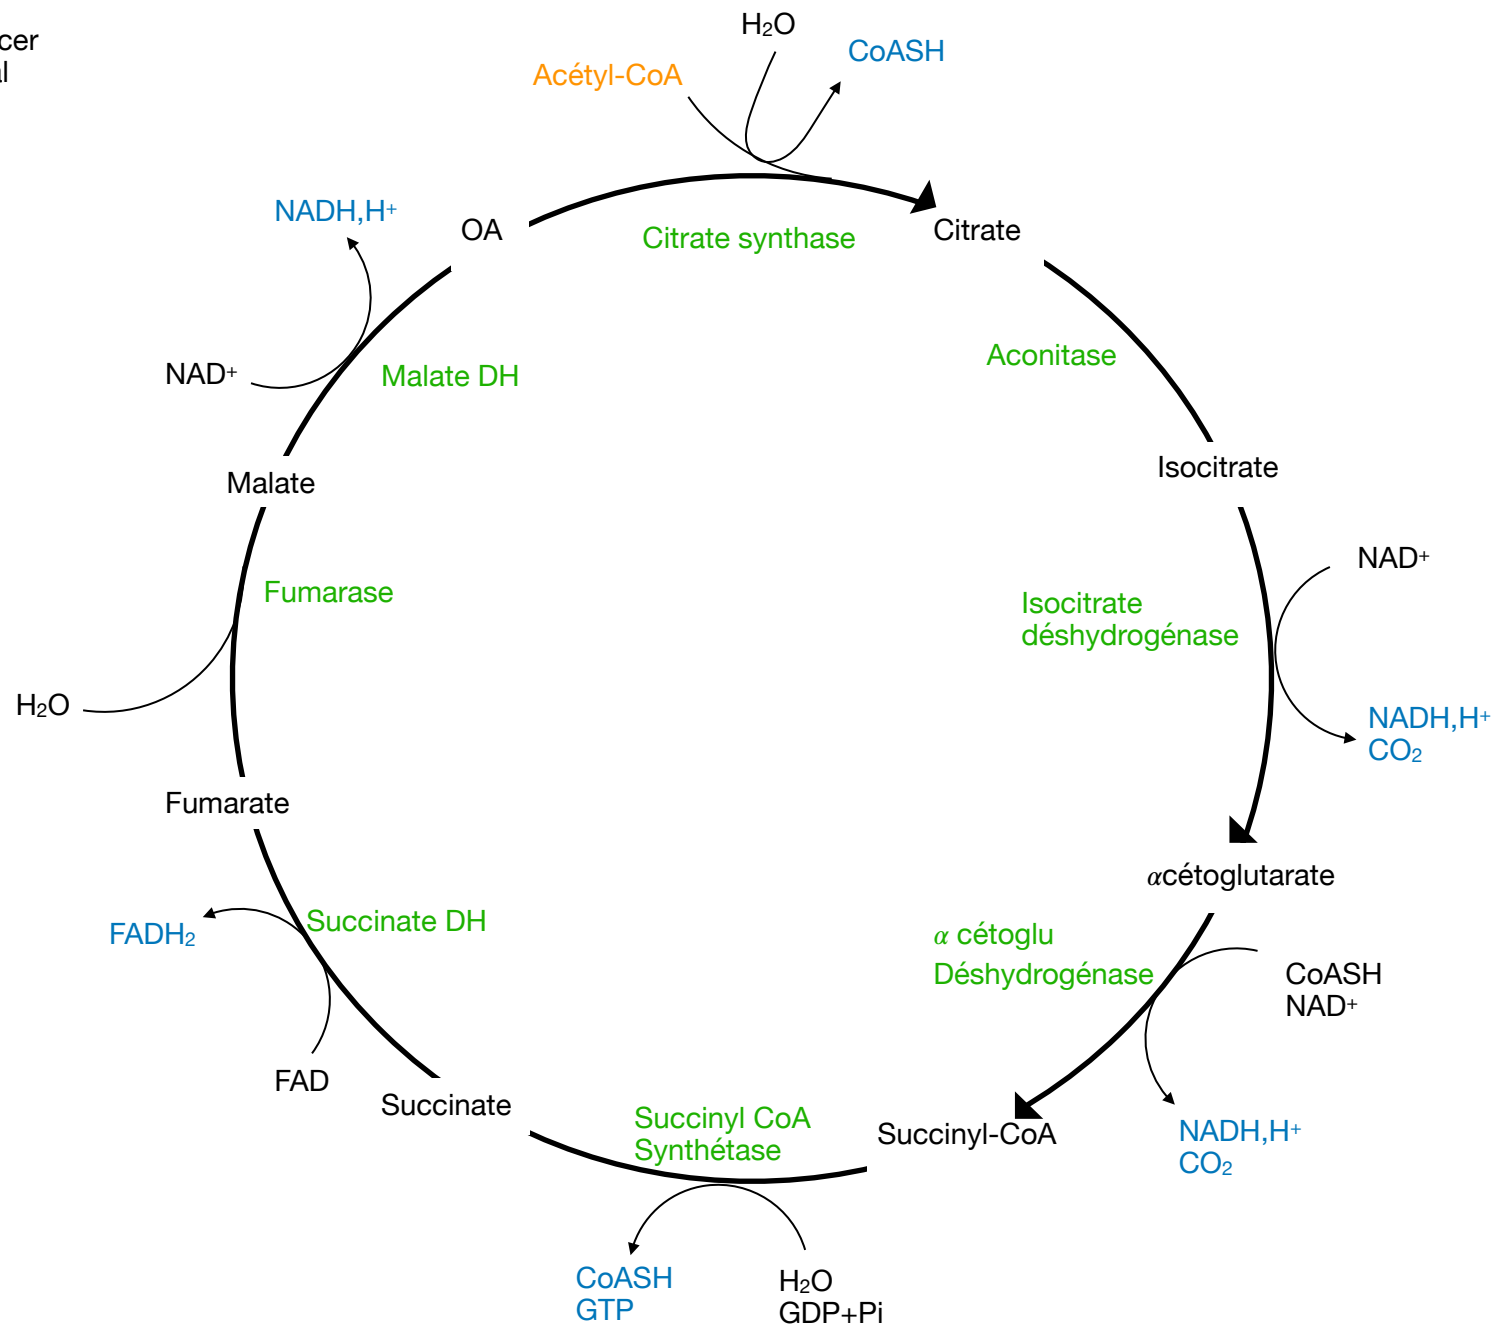 cer
al
H₂O
CoASH
Acétyl-CoA
NADH,H⁺
OA
Citrate synthase
Citrate
NAD⁺
Malate DH
Aconitase
Malate
Isocitrate
NAD⁺
Fumarase
Isocitrate
déshydrogénase
H₂O
NADH,H⁺
CO₂
Fumarate
αcétoglutarate
FADH₂
Succinate DH
α cétoglu
Déshydrogénase
CoASH
NAD⁺
FAD
Succinate
Succinyl CoA
Synthétase
Succinyl-CoA
NADH,H⁺
CO₂
CoASH
GTP
H₂O
GDP+Pi